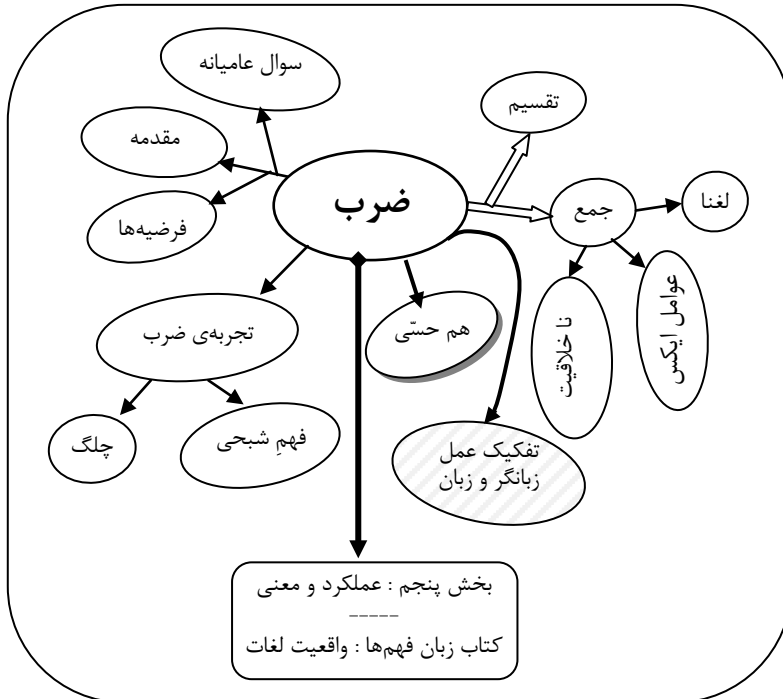 سوال عامیانه
تقسیم
مقدمه
لغنا
ضرب
جمع
فرضیه‌ها
عوامل ایکس
نا خلاقیت
تجربه‌ی ضرب
هم حسّی
چلگ
فهمِ شبحی
تفکیک عمل
زبانگر و زبان
بخش پنجم : عملکرد و معنی
-----
کتاب زبان فهم‌ها : واقعیت لغات